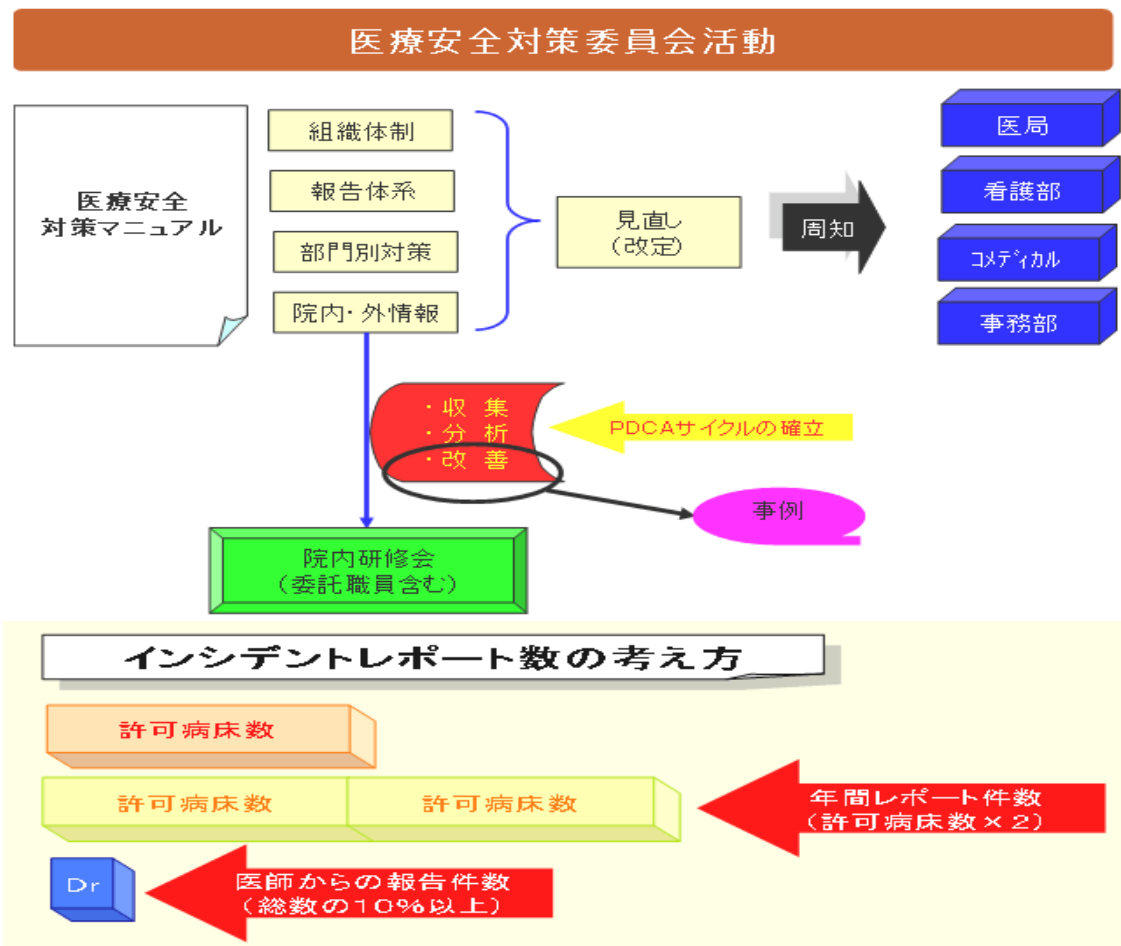 医療安全対策委員会活動
医療安全
対策マニュアル
組織体制
報告体系
部門別対策
院内・外情報
見直し
（改定）
周知
医局
看護部
コメディカル
事務部
・収 集
・分 析
・改 善
PDCAサイクルの確立
事例
院内研修会
（委託職員含む）
インシデントレポート数の考え方
許可病床数
許可病床数
許可病床数
年間レポート件数
（許可病床数×２）
Dr
医師からの報告件数
（総数の１０％以上）